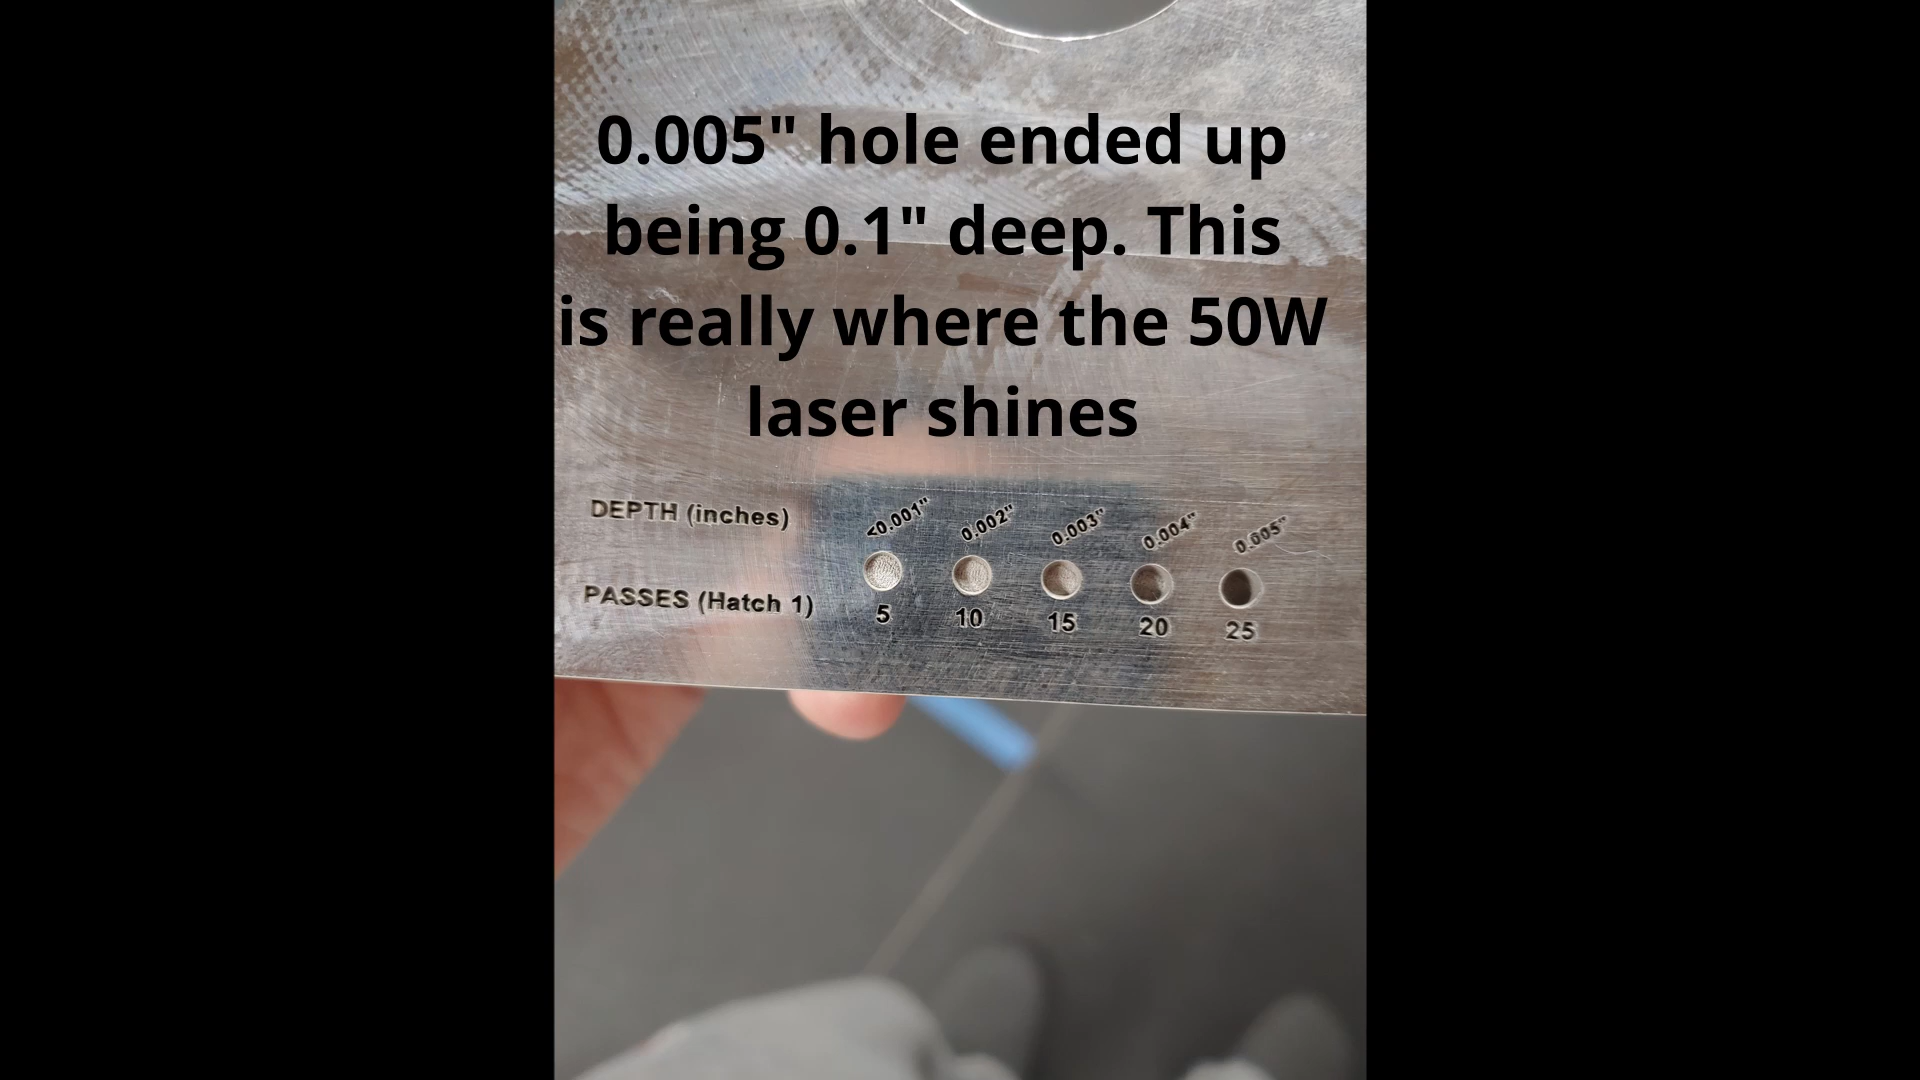 0.005" hole ended up
being 0.1" deep. This
is really where the 50W
laser shines
DEPTH (inches) <0.001" 0.002" 0.003" 0.004" 0.005"
PASSES (Hatch 1) 5 10 15 20 25